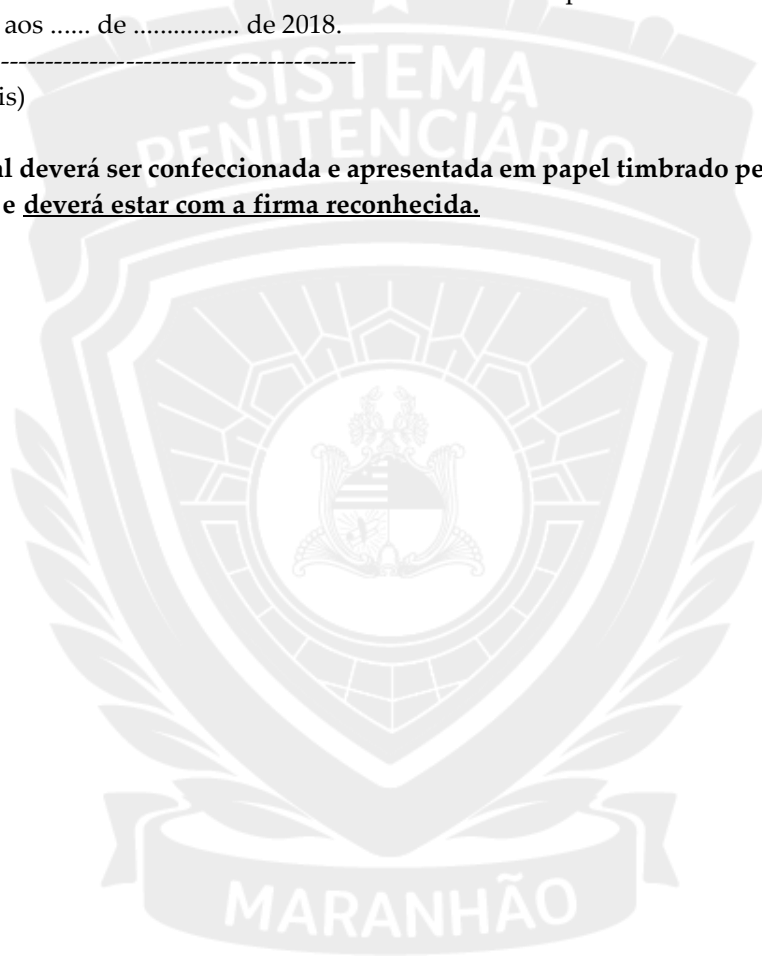 aos ...... de ............... de 2018.
----------------------------------------
is)
SISTEMA
PENITENCIÁRIO
l deverá ser confeccionada e apresentada em papel timbrado pe
e deverá estar com a firma reconhecida.
MARANHÃO